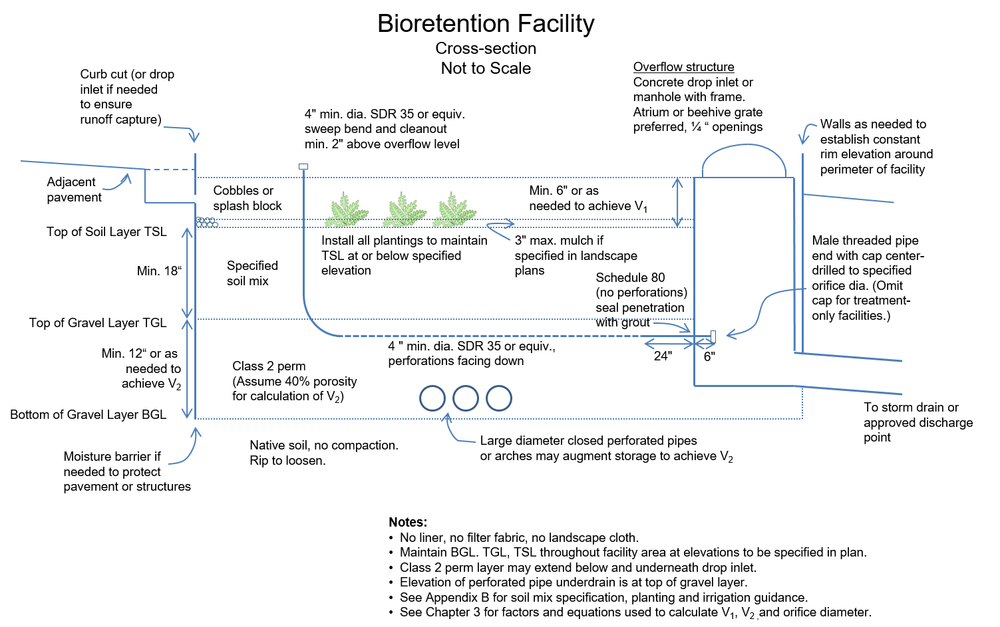 Bioretention Facility
Cross-section
Not to Scale
Curb cut (or drop
inlet if needed
to ensure
runoff capture)
4" min. dia. SDR 35 or equiv.
sweep bend and cleanout
min. 2" above overflow level
Overflow structure
Concrete drop inlet or
manhole with frame.
Atrium or beehive grate
preferred, ¼ “ openings
Walls as needed to
establish constant
rim elevation around
perimeter of facility
Adjacent
pavement
Cobbles or
splash block
Min. 6" or as
needed to achieve V1
Top of Soil Layer TSL
Install all plantings to maintain
TSL at or below specified
elevation
3" max. mulch if
specified in landscape
plans
Male threaded pipe
end with cap center-
drilled to specified
orifice dia. (Omit
cap for treatment-
only facilities.)
Min. 18“
Specified
soil mix
Schedule 80
(no perforations)
seal penetration
with grout
Top of Gravel Layer TGL
4 " min. dia. SDR 35 or equiv.,
perforations facing down
24"
6"
Min. 12“ or as
needed to
achieve V2
Class 2 perm
(Assume 40% porosity
for calculation of V2)
Bottom of Gravel Layer BGL
To storm drain or
approved discharge
point
Native soil, no compaction.
Rip to loosen.
Large diameter closed perforated pipes
or arches may augment storage to achieve V2
Moisture barrier if
needed to protect
pavement or structures
Notes:
• No liner, no filter fabric, no landscape cloth.
• Maintain BGL. TGL, TSL throughout facility area at elevations to be specified in plan.
• Class 2 perm layer may extend below and underneath drop inlet.
• Elevation of perforated pipe underdrain is at top of gravel layer.
• See Appendix B for soil mix specification, planting and irrigation guidance.
• See Chapter 3 for factors and equations used to calculate V1, V2 , and orifice diameter.